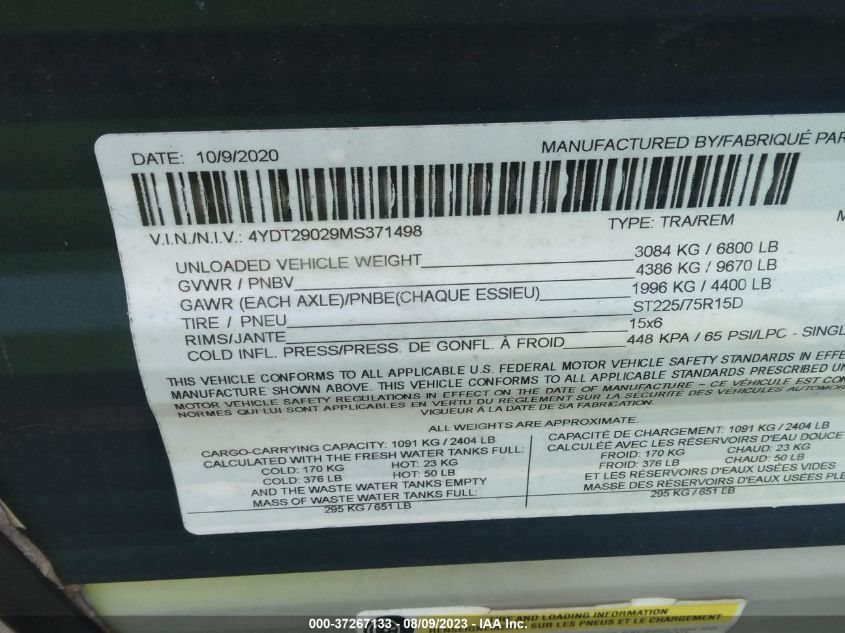 DATE: 10/9/2020 MANUFACTURED BY/FABRIQUÉ PAR
V.I.N./N.I.V.: 4YDT29029MS371498 TYPE: TRA/REM M
UNLOADED VEHICLE WEIGHT 3084 KG / 6800 LB
GVWR / PNBV 4386 KG / 9670 LB
GAWR (EACH AXLE)/PNBE(CHAQUE ESSIEU) 1996 KG / 4400 LB
TIRE / PNEU ST225/75R15D
RIMS/JANTE 15x6
COLD INFL. PRESS/PRESS. DE GONFL. À FROID 448 KPA / 65 PSI/LPC - SINGL
THIS VEHICLE CONFORMS TO ALL APPLICABLE U.S. FEDERAL MOTOR VEHICLE SAFETY STANDARDS IN EFFE
MANUFACTURE SHOWN ABOVE. THIS VEHICLE CONFORMS TO ALL APPLICABLE STANDARDS PRESCRIBED UN
MOTOR VEHICLE SAFETY REGULATIONS IN EFFECT ON THE DATE OF MANUFACTURE ~ CE VÉHICULE EST CON
NORMES QUI LUI SONT APPLICABLES EN VERTU DU RÈGLEMENT SUR LA SÉCURITÉ DES VÉHICULES AUTOMOB
VIGUEUR À LA DATE DE SA FABRICATION.
ALL WEIGHTS ARE APPROXIMATE.
CARGO-CARRYING CAPACITY: 1091 KG / 2404 LB
CALCULATED WITH THE FRESH WATER TANKS FULL:
COLD: 170 KG HOT: 23 KG
COLD: 376 LB HOT: 50 LB
AND THE WASTE WATER TANKS EMPTY
MASS OF WASTE WATER TANKS FULL:
295 KG / 651 LB
CAPACITÉ DE CHARGEMENT: 1091 KG / 2404 LB
CALCULÉE AVEC LES RÉSERVOIRS D'EAU DOUCE
FROID: 170 KG CHAUD: 23 KG
FROID: 376 LB CHAUD: 50 LB
ET LES RÉSERVOIRS D'EAUX USÉES VIDES
MASSE DES RÉSERVOIRS D'EAUX USÉES PLE
295 KG / 651 LB
AND LOADING INFORMATION
SUR LES PNEUS ET LE CHARGEMENT
000-37267133 - 08/09/2023 - IAA Inc.